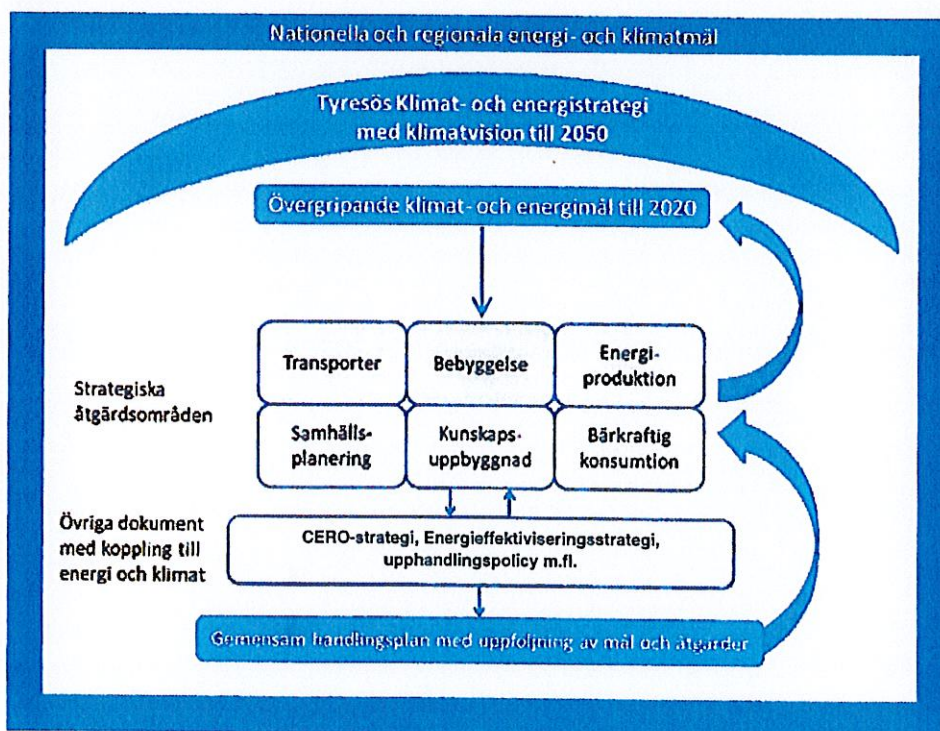 Nationella och regionala energi- och klimatmål
Tyresös Klimat- och energistrategi
med klimatvision till 2050
Övergripande klimat- och energimål till 2020
Strategiska
åtgärdsområden
Transporter
Bebyggelse
Energi-
produktion
Samhälls-
planering
Kunskaps-
uppbyggnad
Bärkraftig
konsumtion
Övriga dokument
med koppling till
energi och klimat
CERO-strategi, Energieffektiviseringsstrategi,
upphandlingspolicy m.fl.
Gemensam handlingsplan med uppföljning av mål och åtgärder